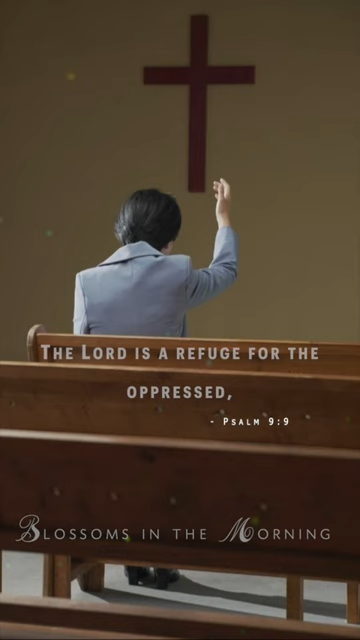 The Lord is a refuge for the
oppressed,
- Psalm 9:9
Blossoms in the Morning